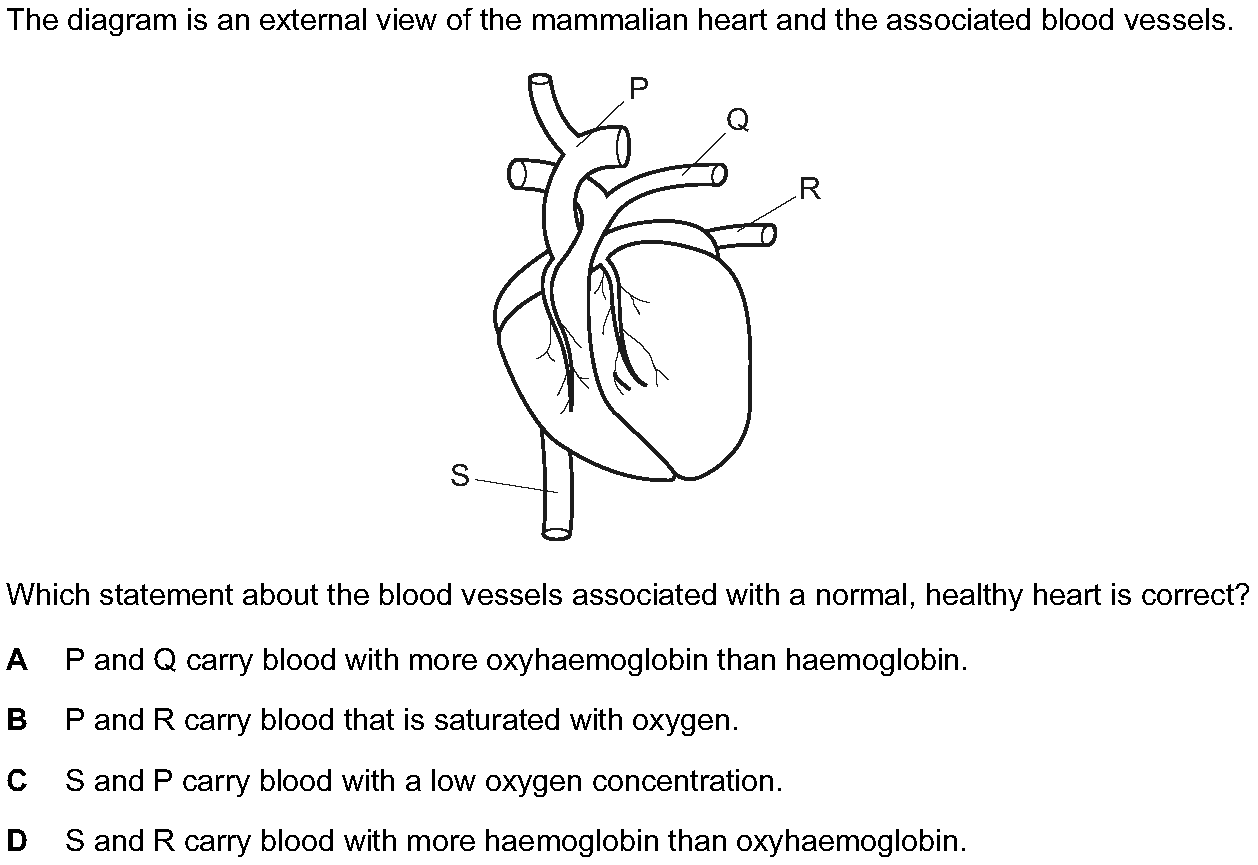 The diagram is an external view of the mammalian heart and the associated blood vessels.
P
Q
R
S
Which statement about the blood vessels associated with a normal, healthy heart is correct?
A P and Q carry blood with more oxyhaemoglobin than haemoglobin.
B P and R carry blood that is saturated with oxygen.
C S and P carry blood with a low oxygen concentration.
D S and R carry blood with more haemoglobin than oxyhaemoglobin.